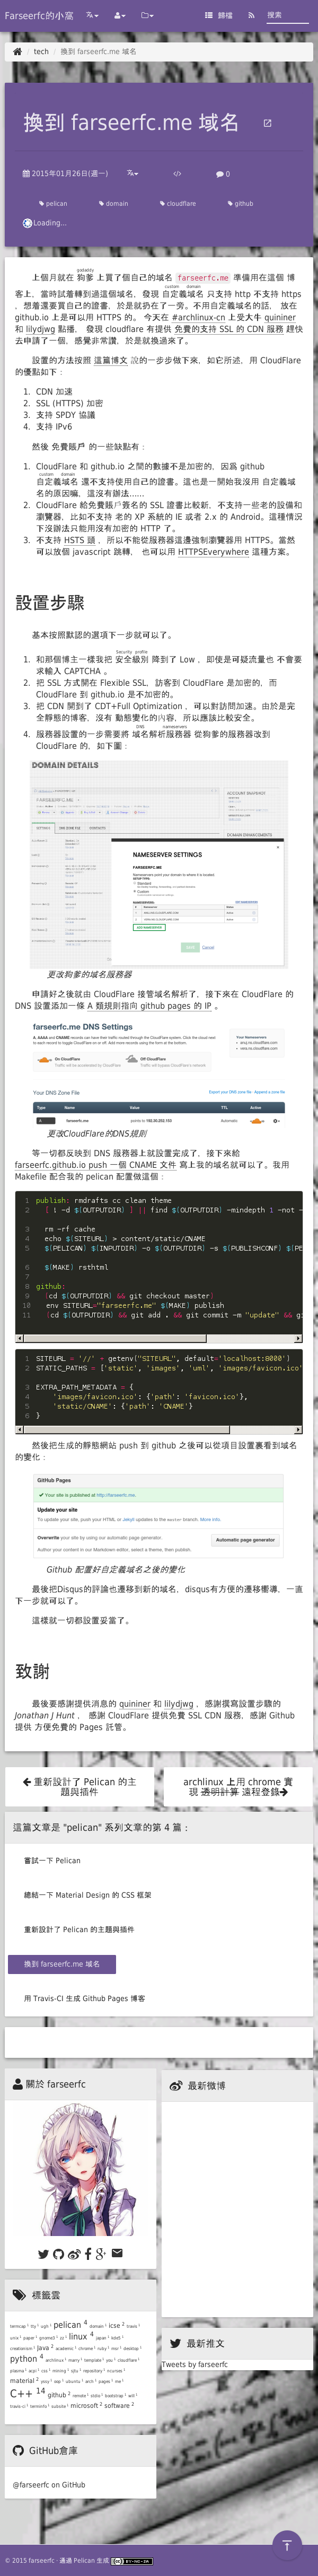 Farseerfc的小窩
歸檔
搜索
tech
換到 farseerfc.me 域名
換到 farseerfc.me 域名
2015年01月26日(週一)
0
pelican
domain
cloudflare
github
Loading...
godaddy
上個月就在 狗爹 上買了個自己的域名 farseerfc.me 準備用在這個 博
custom domain
客上，當時試着轉到過這個域名，發現 自定義域名 只支持 http 不支持 https
，想着還要買自己的證書，於是就扔在了一旁。不用自定義域名的話，放在
github.io 上是可以用 HTTPS 的。 今天在 #archlinux-cn 上受大牛 quininer
和 lilydjwg 點播， 發現 cloudflare 有提供 免費的支持 SSL 的 CDN 服務 趕快
去申請了一個，感覺非常讚，於是就換過來了。
設置的方法按照 這篇博文 說的一步步做下來，如它所述，用 CloudFlare
的優點如下：
1. CDN 加速
2. SSL (HTTPS) 加密
3. 支持 SPDY 協議
4. 支持 IPv6
然後 免費賬戶 的一些缺點有：
1. CloudFlare 和 github.io 之間的數據不是加密的，因爲 github
custom domain
自定義域名 還不支持使用自己的證書。這也是一開始我沒用 自定義域
名的原因嘛，這沒有辦法……
2. CloudFlare 給免費賬戶簽名的 SSL 證書比較新，不支持一些老的設備和
瀏覽器，比如不支持 老的 XP 系統的 IE 或者 2.x 的 Android。這種情況
下沒辦法只能用沒有加密的 HTTP 了。
3. 不支持 HSTS 頭 ，所以不能從服務器這邊強制瀏覽器用 HTTPS。當然
可以放個 javascript 跳轉， 也可以用 HTTPSEverywhere 這種方案。
設置步驟
基本按照默認的選項下一步就可以了。
Security profile
1. 和那個博主一樣我把 安全級別 降到了 Low ，即使是可疑流量也 不會要
求輸入 CAPTCHA 。
2. 把 SSL 方式開在 Flexible SSL，訪客到 CloudFlare 是加密的，而
CloudFlare 到 github.io 是不加密的。
3. 把 CDN 開到了 CDT+Full Optimization ，可以對訪問加速。由於是完
全靜態的博客，沒有 動態變化的內容，所以應該比較安全。
DNS nameservers
4. 服務器設置的一步需要將 域名解析服務器 從狗爹的服務器改到
CloudFlare 的，如下圖：
DOMAIN DETAILS
NAMESERVER SETTINGS
ADD NAMESERVER
Cancel
更改狗爹的域名服務器
申請好之後就由 CloudFlare 接管域名解析了，接下來在 CloudFlare 的
DNS 設置添加一條 A 類規則指向 github pages 的 IP 。
farseerfc.me DNS Settings
On CloudFlare
Off CloudFlare
Your DNS Zone File
Type
Name
Value
TTL
Active
更改CloudFlare的DNS規則
等一切都反映到 DNS 服務器上就設置完成了，接下來給
farseerfc.github.io push 一個 CNAME 文件 寫上我的域名就可以了。我用
Makefile 配合我的 pelican 配置做這個：
1 publish: rmdrafts cc clean theme
2 [ ! -d $(OUTPUTDIR) ] || find $(OUTPUTDIR) -mindepth 1 -not -
3 rm -rf cache
4 echo $(SITEURL) > content/static/CNAME
5 $(PELICAN) $(INPUTDIR) -o $(OUTPUTDIR) -s $(PUBLISHCONF) $(PE
6 $(MAKE) rsthtml
7
8 github:
9 (cd $(OUTPUTDIR) && git checkout master)
10 env SITEURL="farseerfc.me" $(MAKE) publish
11 (cd $(OUTPUTDIR) && git add . && git commit -m "update" && gi
1 SITEURL = '//' + getenv("SITEURL", default='localhost:8000')
2 STATIC_PATHS = ['static', 'images', 'uml', 'images/favicon.ico'
3 EXTRA_PATH_METADATA = {
4 'images/favicon.ico': {'path': 'favicon.ico'},
5 'static/CNAME': {'path': 'CNAME'}
6 }
然後把生成的靜態網站 push 到 github 之後可以從項目設置裏看到域名
的變化：
GitHub Pages
Your site is published at http://farseerfc.me.
Update your site
Automatic page generator
Github 配置好自定義域名之後的變化
最後把Disqus的評論也遷移到新的域名，disqus有方便的遷移嚮導，一直
下一步就可以了。
這樣就一切都設置妥當了。
致謝
最後要感謝提供消息的 quininer 和 lilydjwg ，感謝撰寫設置步驟的
Jonathan J Hunt ， 感謝 CloudFlare 提供免費 SSL CDN 服務，感謝 Github
提供 方便免費的 Pages 託管。
重新設計了 Pelican 的主
題與插件
archlinux 上用 chrome 實
現 透明計算 遠程登錄
這篇文章是 "pelican" 系列文章的第 4 篇：
嘗試一下 Pelican
總結一下 Material Design 的 CSS 框架
重新設計了 Pelican 的主題與插件
換到 farseerfc.me 域名
用 Travis-CI 生成 Github Pages 博客
關於 farseerfc
最新微博
標籤雲
pelican 4
icse 2
java 2
linux 4
python 4
material 2
C++ 14
github 2
microsoft 2 software 2
最新推文
Tweets by farseerfc
GitHub倉庫
@farseerfc on GitHub
© 2015 farseerfc · 通過 Pelican 生成